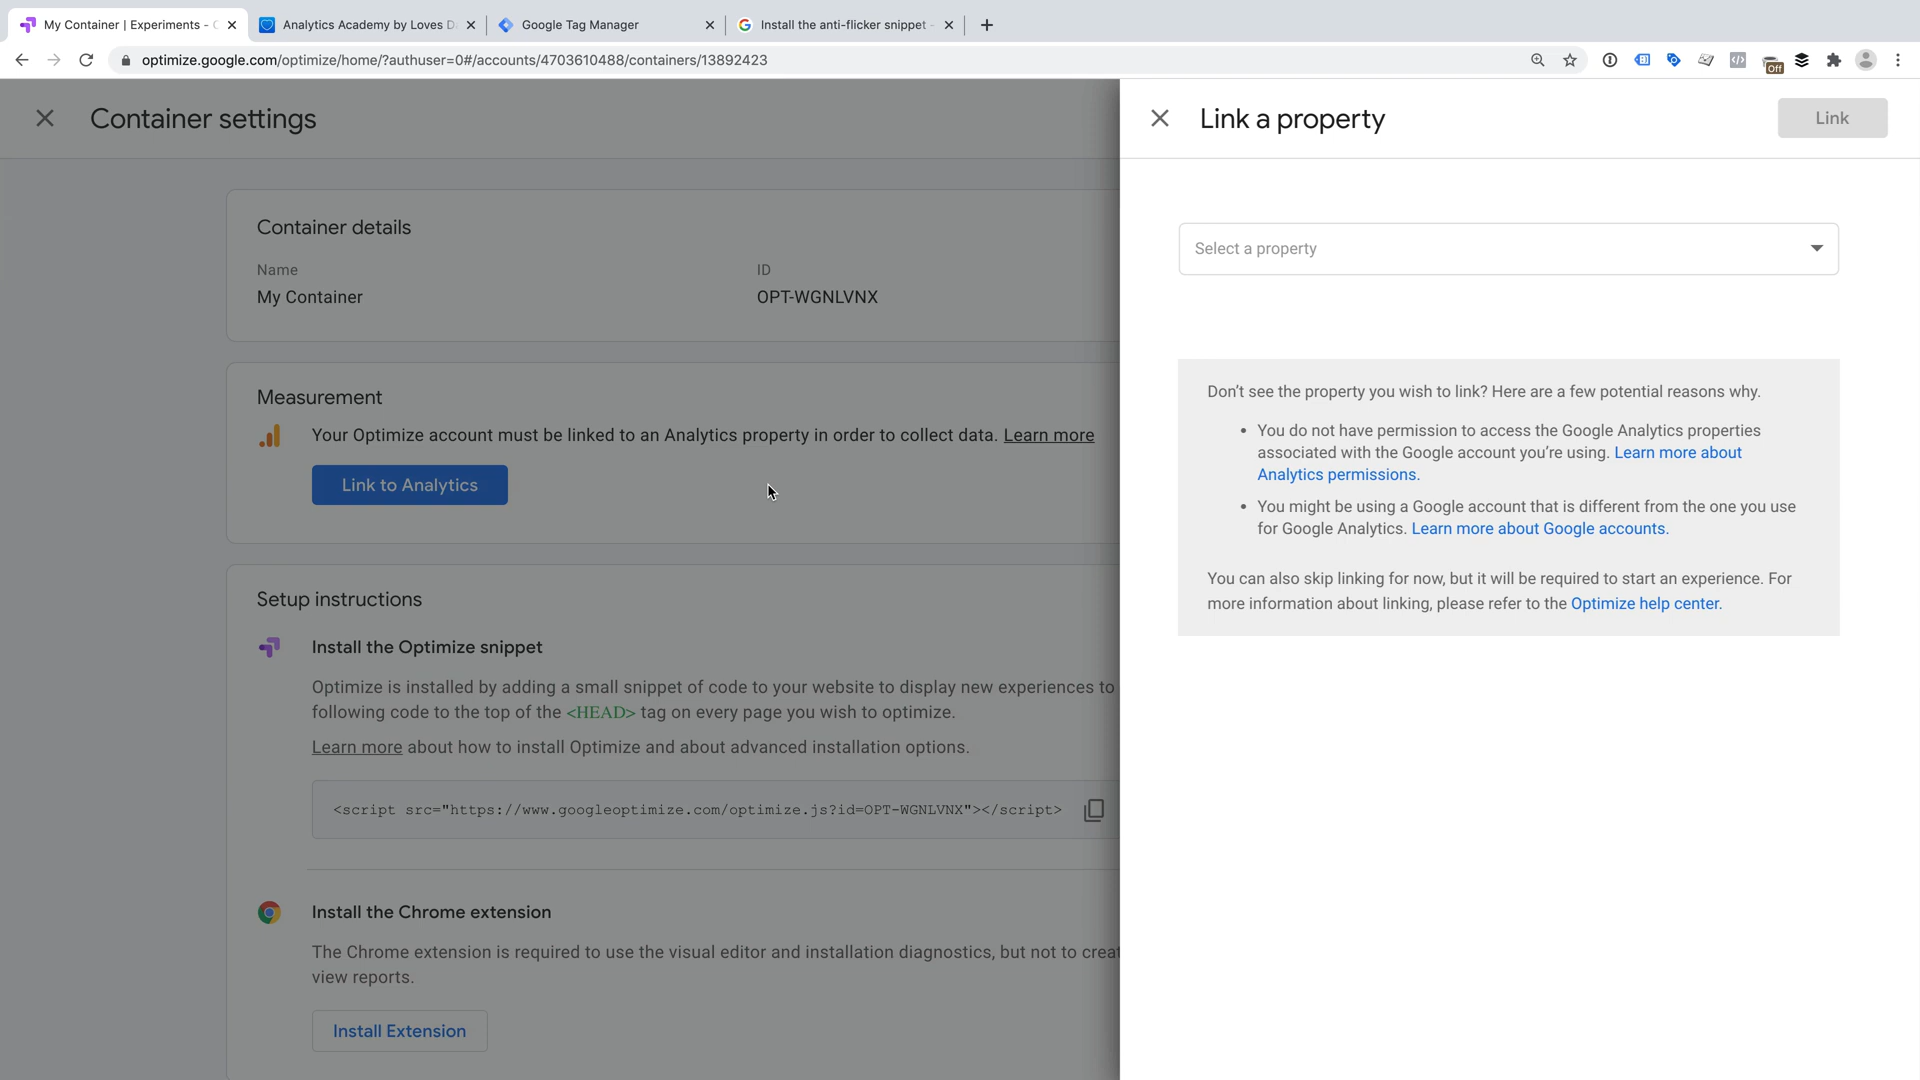 My Container | Experiments -
Analytics Academy by Loves D
Google Tag Manager
Install the anti-flicker snippet -
optimize.google.com/optimize/home/?authuser=0#/accounts/4703610488/containers/13892423
Off
Container settings
Container details
Name
ID
My Container
OPT-WGNLVNX
Measurement
Your Optimize account must be linked to an Analytics property in order to collect data. Learn more
Link to Analytics
Setup instructions
Install the Optimize snippet
Optimize is installed by adding a small snippet of code to your website to display new experiences to
following code to the top of the <HEAD> tag on every page you wish to optimize.
Learn more about how to install Optimize and about advanced installation options.
<script src="https://www.googleoptimize.com/optimize.js?id=OPT-WGNLVNX"></script>
Install the Chrome extension
The Chrome extension is required to use the visual editor and installation diagnostics, but not to creat
view reports.
Install Extension
Link a property
Link
Select a property
Don't see the property you wish to link? Here are a few potential reasons why.
• You do not have permission to access the Google Analytics properties
associated with the Google account you're using. Learn more about
Analytics permissions.
• You might be using a Google account that is different from the one you use
for Google Analytics. Learn more about Google accounts.
You can also skip linking for now, but it will be required to start an experience. For
more information about linking, please refer to the Optimize help center.